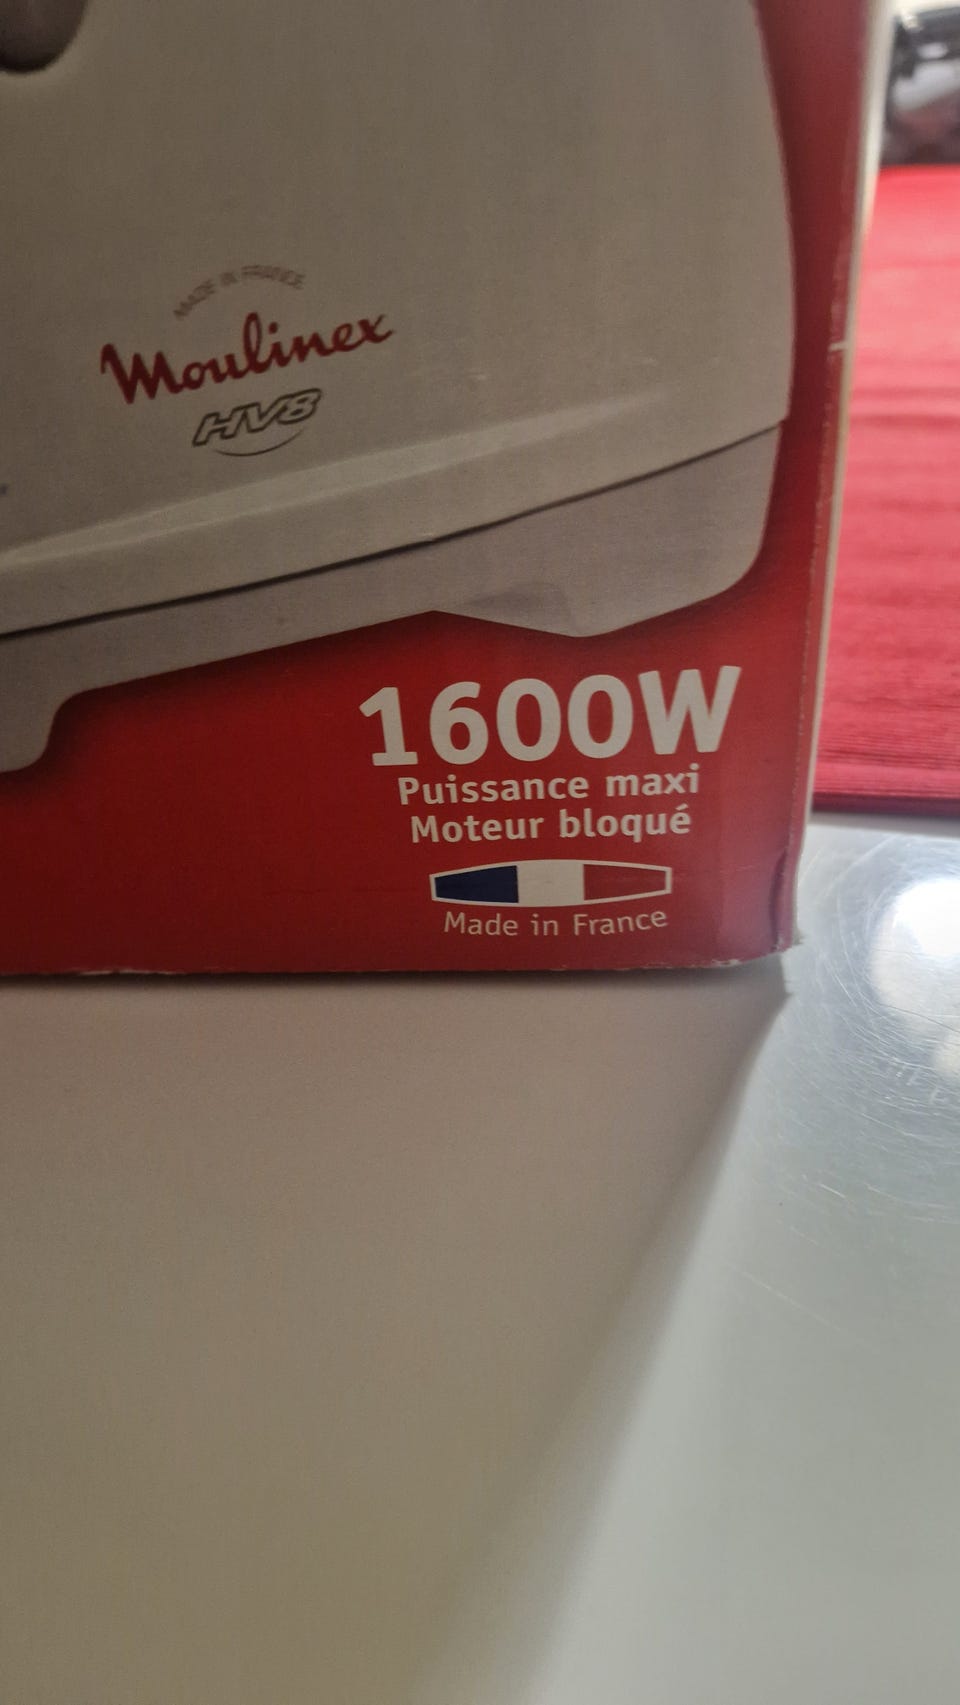 MADE IN FRANCE
Moulinex
HV8
1600W
Puissance maxi
Moteur bloqué
Made in France